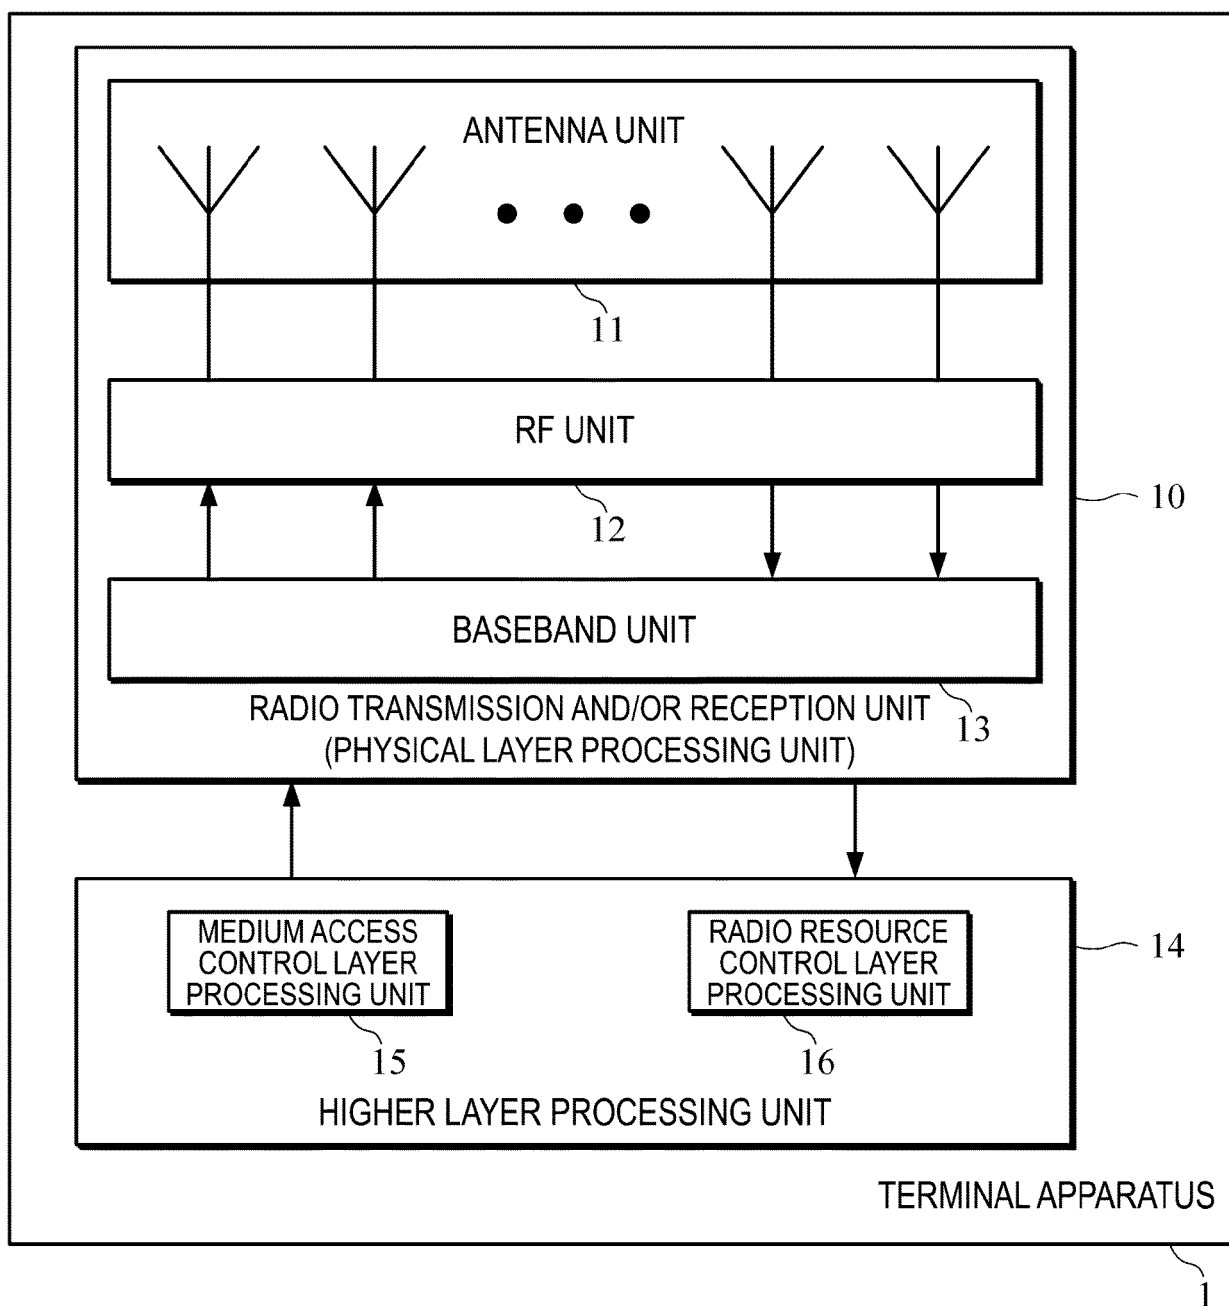 ANTENNA UNIT
11
RF UNIT
12
10
BASEBAND UNIT
13
RADIO TRANSMISSION AND/OR RECEPTION UNIT
(PHYSICAL LAYER PROCESSING UNIT)
MEDIUM ACCESS
CONTROL LAYER
PROCESSING UNIT
15
RADIO RESOURCE
CONTROL LAYER
PROCESSING UNIT
16
14
HIGHER LAYER PROCESSING UNIT
TERMINAL APPARATUS
1